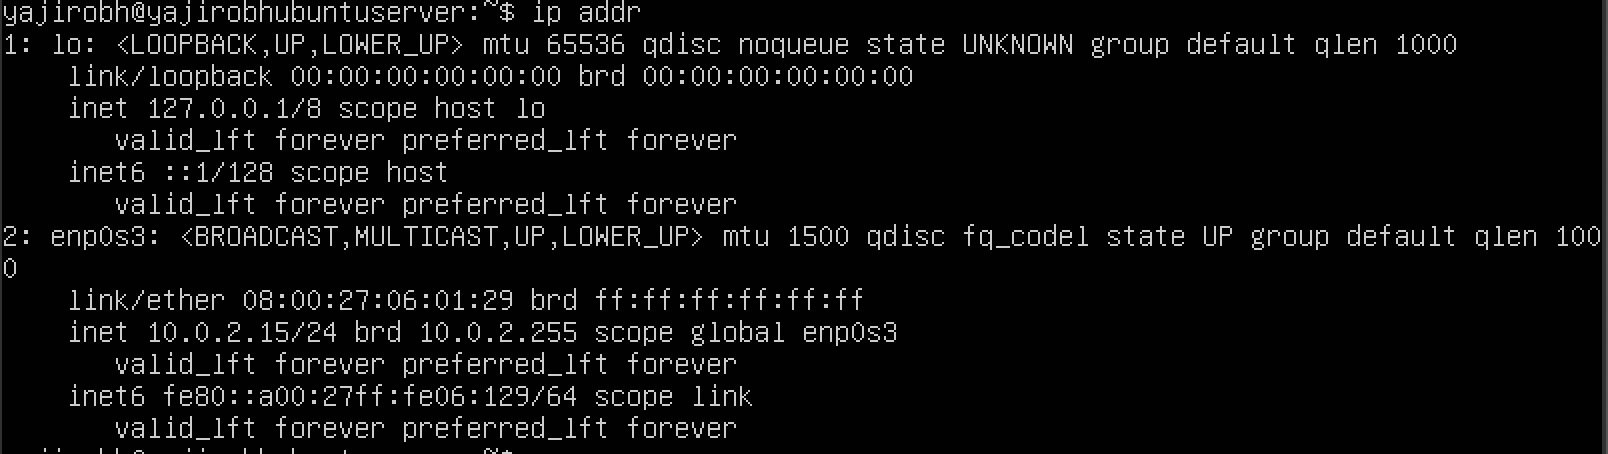 yajirobh@yajirobhubuntuserver:~$ ip addr
1: lo: <LOOPBACK,UP,LOWER_UP> mtu 65536 qdisc noqueue state UNKNOWN group default qlen 1000
    link/loopback 00:00:00:00:00:00 brd 00:00:00:00:00:00
    inet 127.0.0.1/8 scope host lo
       valid_lft forever preferred_lft forever
    inet6 ::1/128 scope host
       valid_lft forever preferred_lft forever
2: enp0s3: <BROADCAST,MULTICAST,UP,LOWER_UP> mtu 1500 qdisc fq_codel state UP group default qlen 100
0
    link/ether 08:00:27:06:01:29 brd ff:ff:ff:ff:ff:ff
    inet 10.0.2.15/24 brd 10.0.2.255 scope global enp0s3
       valid_lft forever preferred_lft forever
    inet6 fe80::a00:27ff:fe06:129/64 scope link
       valid_lft forever preferred_lft forever